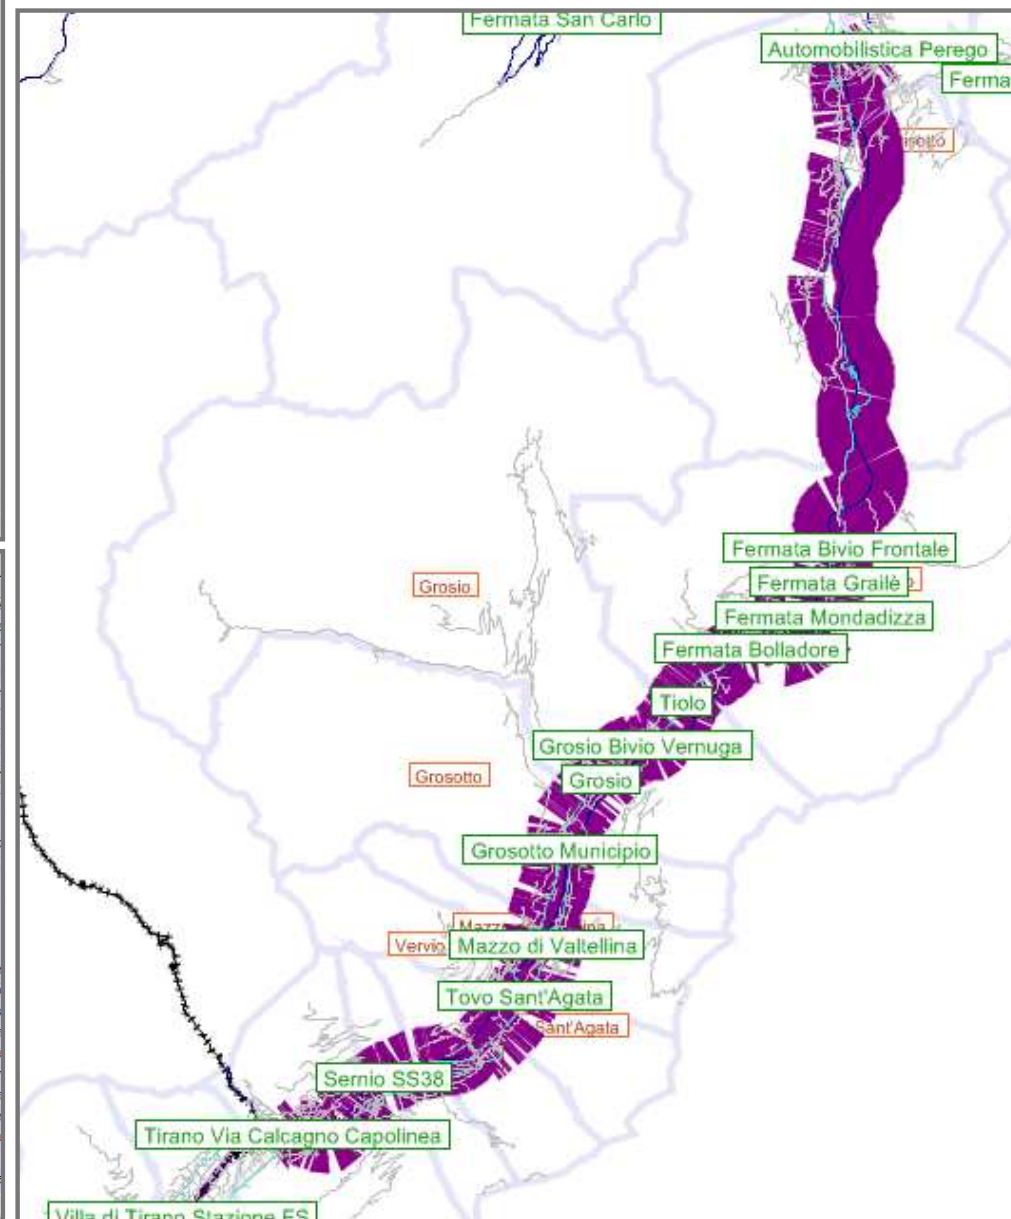 Fermata San Carlo
Automobilistica Perego
Ferma
Fermata Bivio Frontale
Grosio
Fermata Grailè
Fermata Mondadizza
Fermata Bolladore
Tiolo
Grosio Bivio Vernuga
Grosotto
Grosio
Grosotto Municipio
Vervio
Mazzo di Valtellina
Tovo Sant'Agata
Sant'Agata
Sernio SS38
Tirano Via Calcagno Capolinea
Villa di Tirano Stazione FS